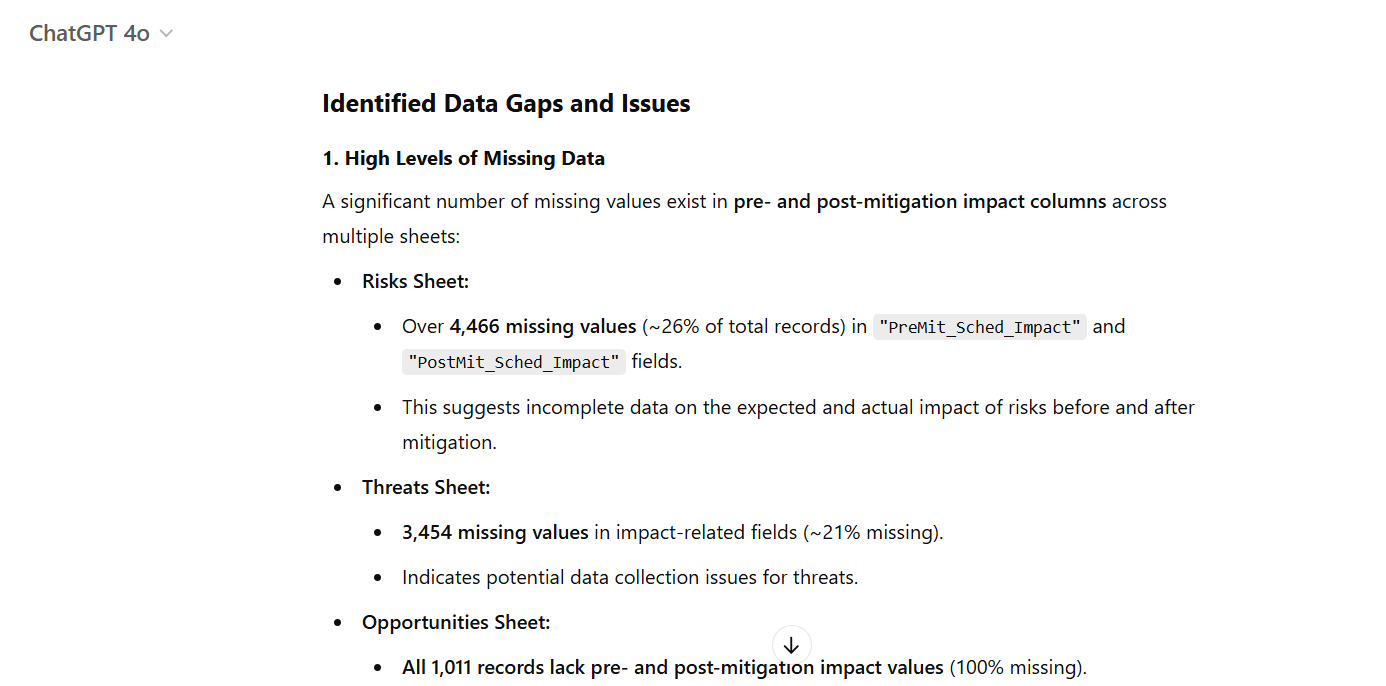 ChatGPT 4o
Identified Data Gaps and Issues
1. High Levels of Missing Data
A significant number of missing values exist in pre- and post-mitigation impact columns across
multiple sheets:
• Risks Sheet:
• Over 4,466 missing values (~26% of total records) in "PreMit_Sched_Impact" and
"PostMit_Sched_Impact" fields.
• This suggests incomplete data on the expected and actual impact of risks before and after
mitigation.
• Threats Sheet:
• 3,454 missing values in impact-related fields (~21% missing).
• Indicates potential data collection issues for threats.
• Opportunities Sheet:
• All 1,011 records lack pre- and post-mitigation impact values (100% missing).